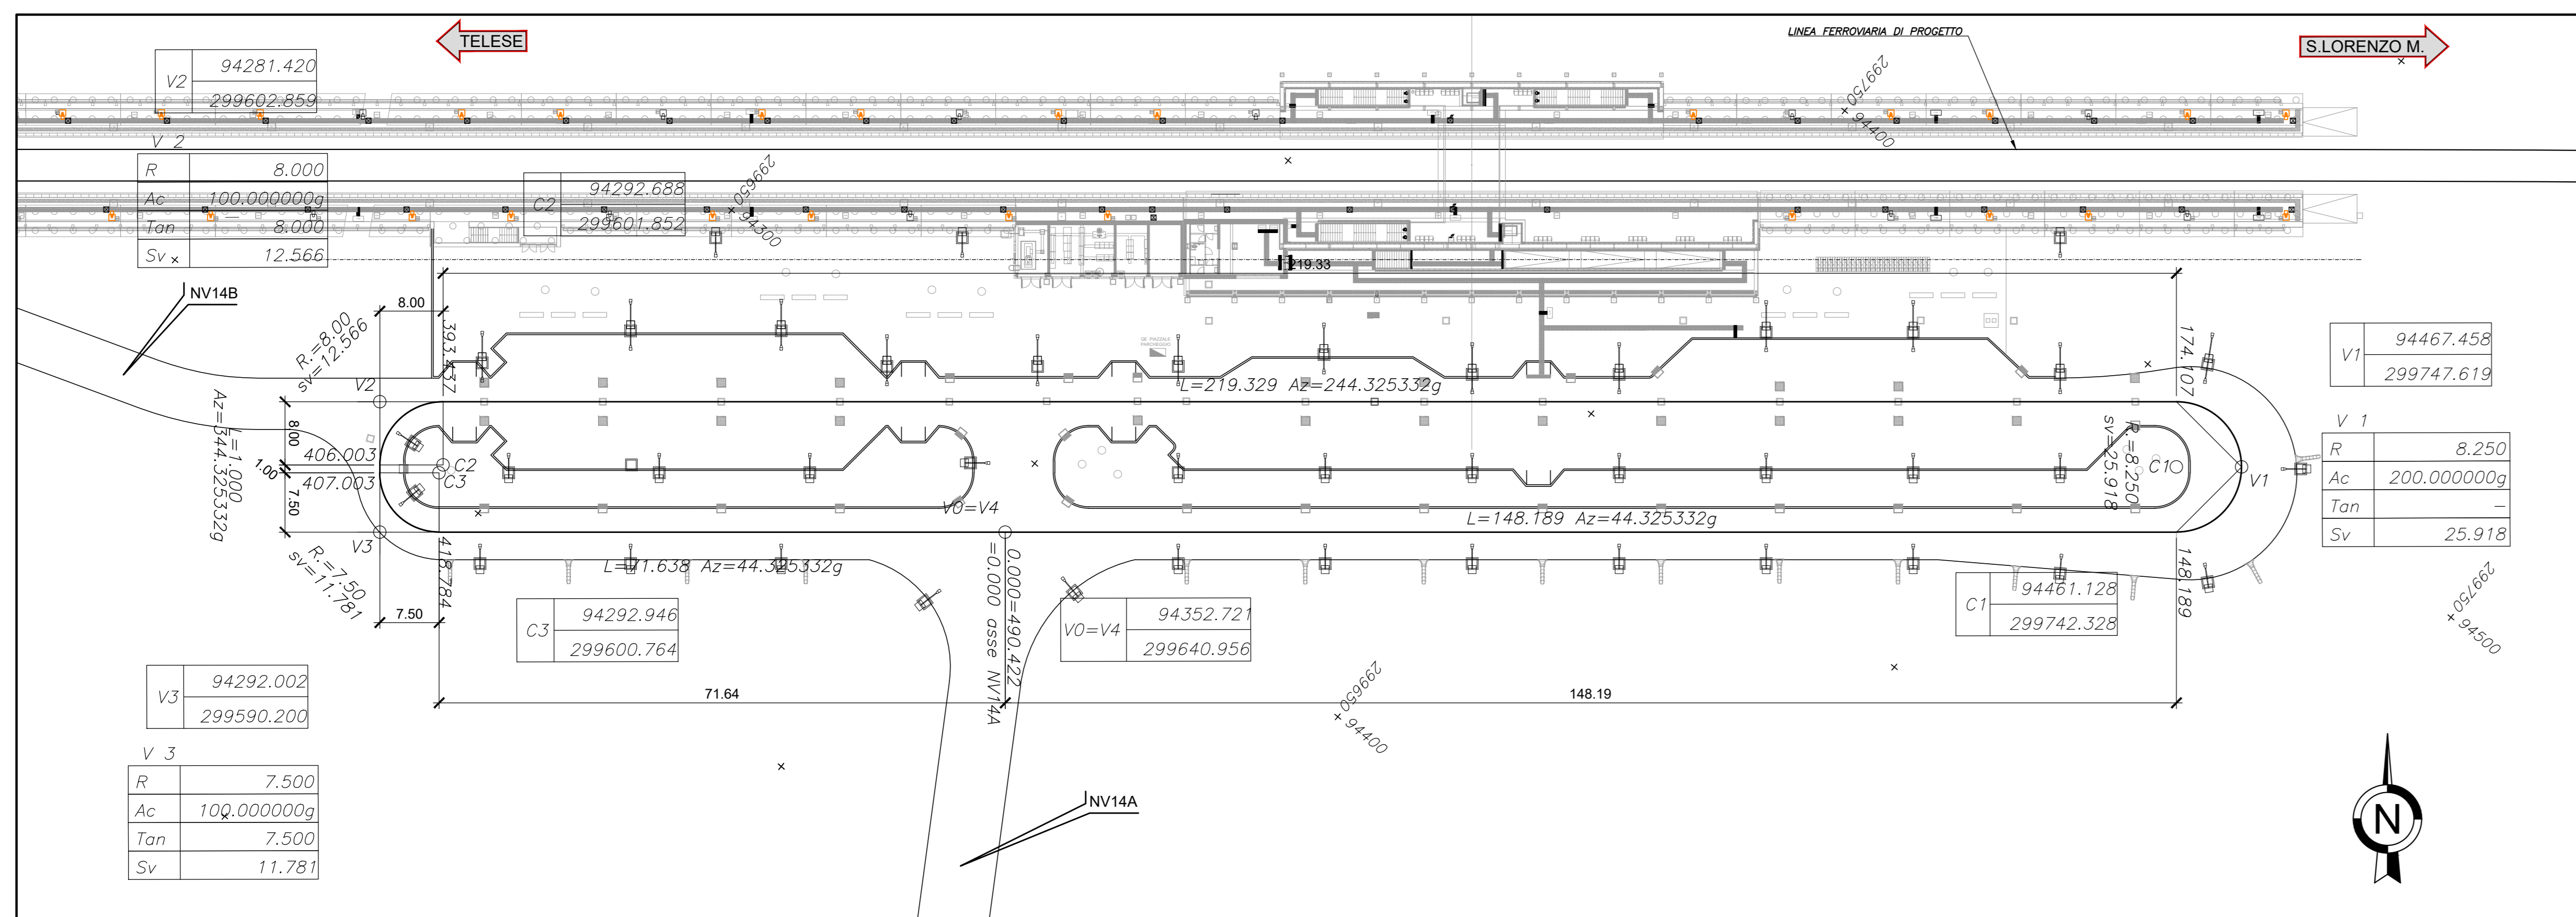 TELESE
LINEA FERROVIARIA DI PROGETTO
S.LORENZO M.
V2
94281.420
299602.859
V 2
R 8.000
Ac 100.000000g
Tan 8.000
Sv 12.566
C2
94292.688
299601.852
299650
94300
299750
94400
219.33
NV14B
8.00
R.=8.00
sv=12.566
393.437
QE PIAZZALE
PARCHEGGIO
174.107
V1
94467.458
299747.619
V 1
R 8.250
Ac 200.000000g
Tan –
Sv 25.918
V2
L=219.329 Az=244.325332g
L=1.000
Az=344.325332g
8.00
1.00
7.50
406.003
407.003
C2
C3
V0=V4
R.=8.250
sv=25.918
C1
V1
L=148.189 Az=44.325332g
V3
R.=7.50
sv=11.781
418.784
L=71.638 Az=44.325332g
0.000=490.422
=0.000 asse NV14A
148.189
7.50
C3
94292.946
299600.764
V0=V4
94352.721
299640.956
C1
94461.128
299742.328
299750
94500
V3
94292.002
299590.200
71.64
148.19
299650
94400
V 3
R 7.500
Ac 100.000000g
Tan 7.500
Sv 11.781
NV14A
N